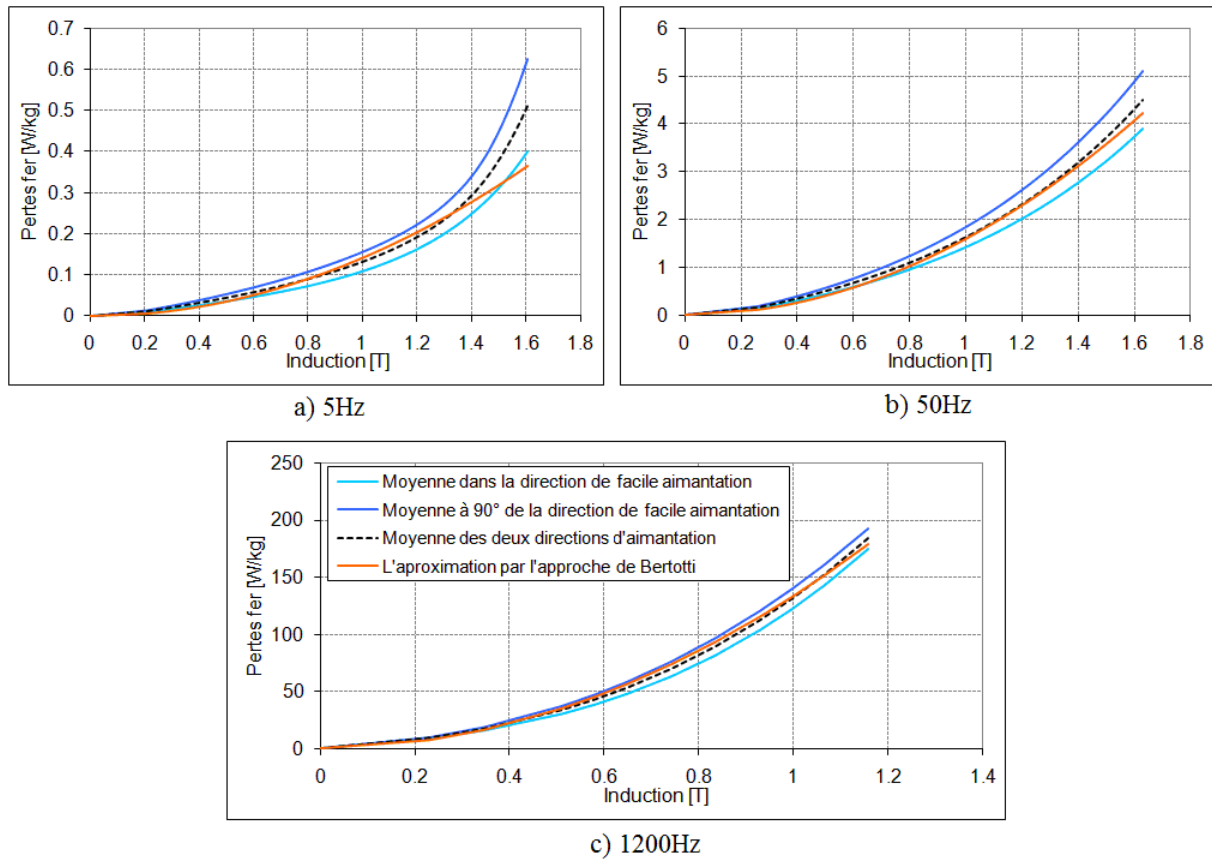 0.7
0.6
0.5
0.4
0.3
0.2
0.1
0
Pertes fer [W/kg]
0 0.2 0.4 0.6 0.8 1.0 1.2 1.4 1.6 1.8
Induction [T]
a) 5Hz
6
5
4
3
2
1
0
Pertes fer [W/kg]
0 0.2 0.4 0.6 0.8 1.0 1.2 1.4 1.6 1.8
Induction [T]
b) 50Hz
250
200
150
100
50
0
Pertes fer [W/kg]
Moyenne dans la direction de facile aimantation
Moyenne à 90° de la direction de facile aimantation
Moyenne des deux directions d'aimantation
L'aproximation par l'approche de Bertotti
0 0.2 0.4 0.6 0.8 1 1.2 1.4
Induction [T]
c) 1200Hz